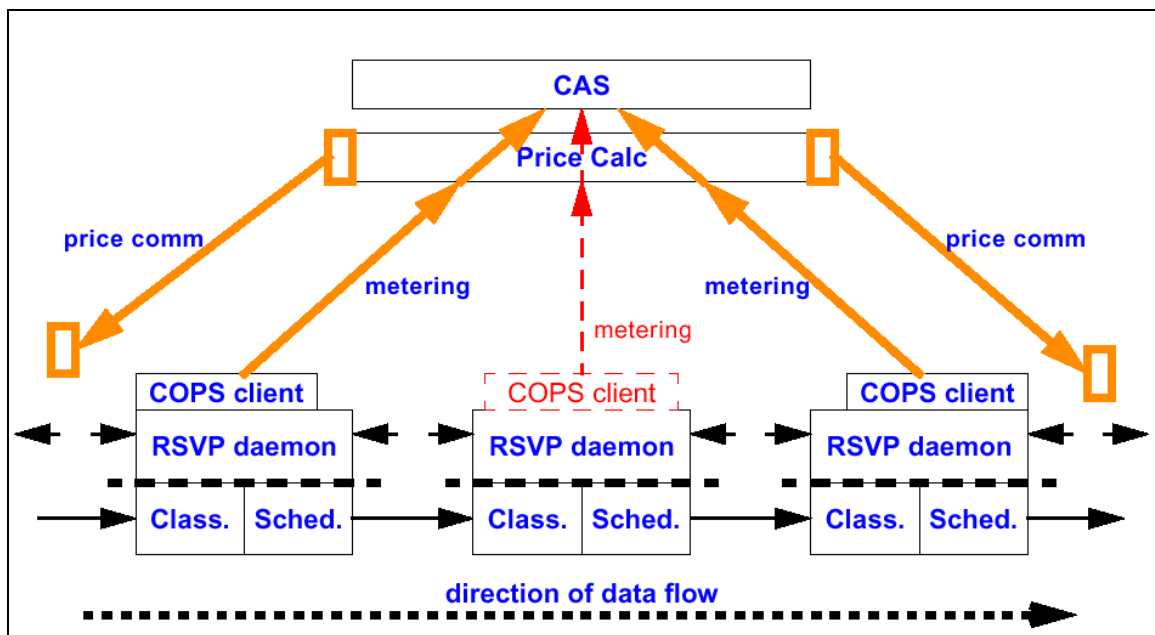 CAS
Price Calc
price comm
price comm
metering
metering
metering
COPS client
COPS client
COPS client
RSVP daemon
RSVP daemon
RSVP daemon
Class.
Sched.
Class.
Sched.
Class.
Sched.
direction of data flow